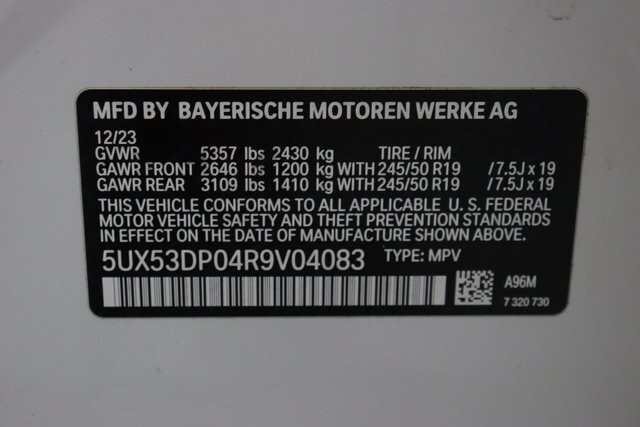 MFD BY BAYERISCHE MOTOREN WERKE AG
12/23
GVWR 5357 lbs 2430 kg TIRE / RIM
GAWR FRONT 2646 lbs 1200 kg WITH 245/50 R19 / 7.5J x 19
GAWR REAR 3109 lbs 1410 kg WITH 245/50 R19 / 7.5J x 19
THIS VEHICLE CONFORMS TO ALL APPLICABLE U. S. FEDERAL
MOTOR VEHICLE SAFETY AND THEFT PREVENTION STANDARDS
IN EFFECT ON THE DATE OF MANUFACTURE SHOWN ABOVE.
5UX53DP04R9V04083 TYPE: MPV
A96M
7 320 730